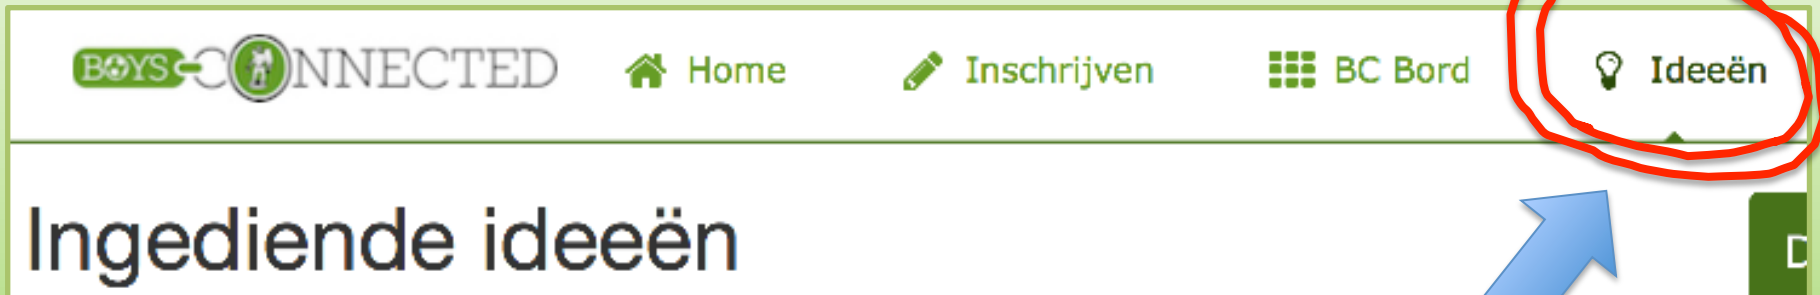 BOYS CONNECTED Home Inschrijven BC Bord Ideeën
Ingediende ideeën
D